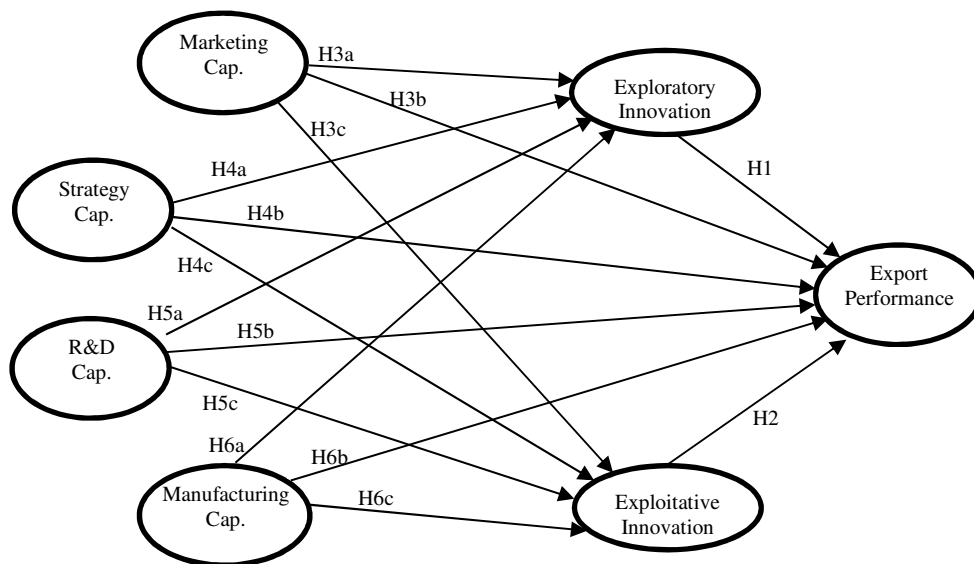 Marketing
Cap.
H3a
Exploratory
Innovation
H3b
H3c
H4a
H1
Strategy
Cap.
H4b
H4c
Export
Performance
H5a
H5b
R&D
Cap.
H5c
H2
H6a
H6b
Manufacturing
Cap.
H6c
Exploitative
Innovation